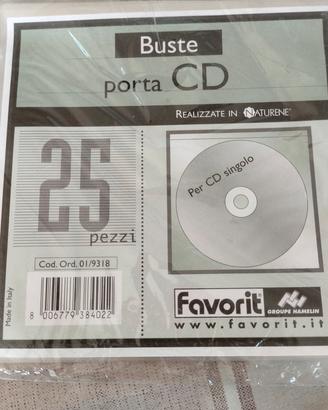 Buste
porta CD
REALIZZATE IN NATURENE®
25
pezzi
Per CD singolo
Cod. Ord. 01/9318
8 006779 384022
Made in Italy
Favorit
GROUPE HAMELIN
www.favorit.it